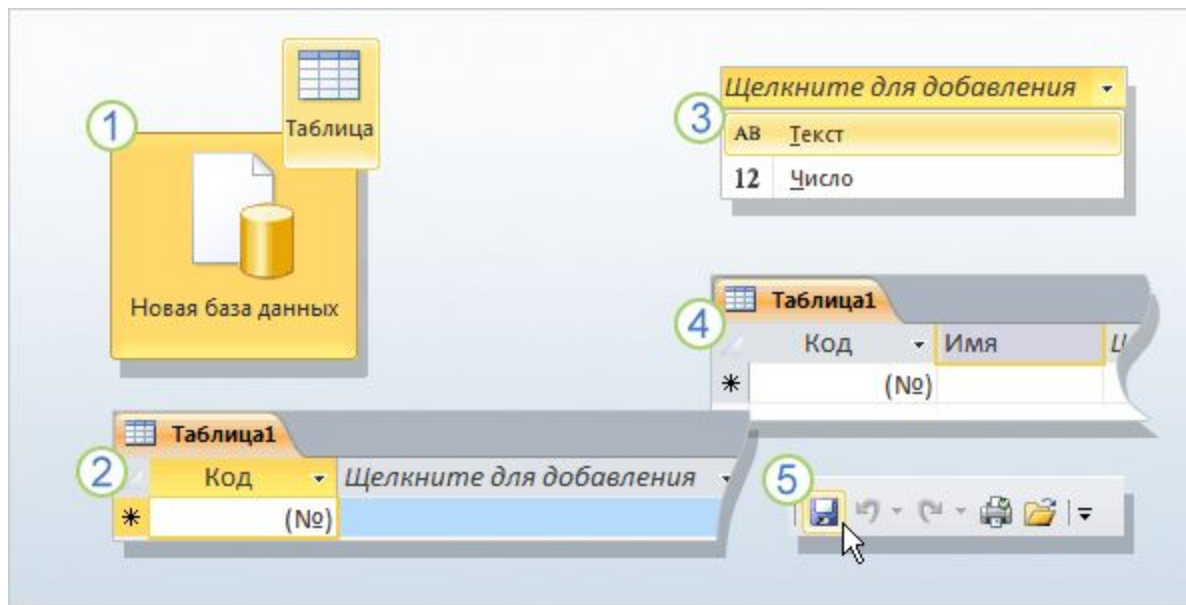 1
Таблица
Новая база данных
2
Таблица1
Код
Щелкните для добавления
(№)
3
Щелкните для добавления
AB Текст
12 Число
4
Таблица1
Код Имя
(№)
5